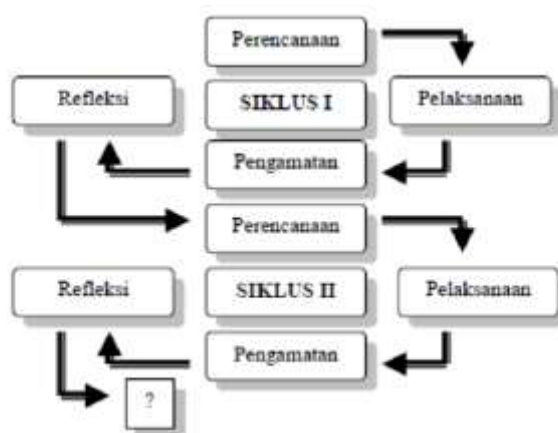 Perencanaan
Refleksi
SIKLUS I
Pelaksanaan
Pengamatan
Perencanaan
Refleksi
SIKLUS II
Pelaksanaan
Pengamatan
?